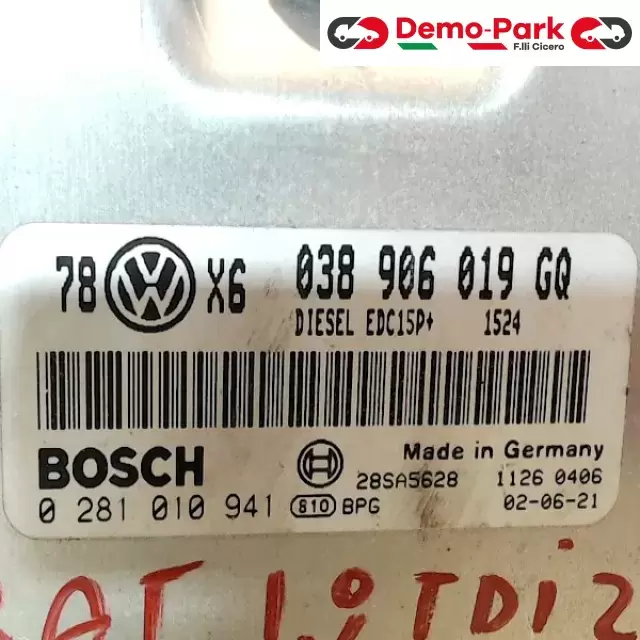 Demo-Park
F.lli Cicero
78 X6 038 906 019 GQ
DIESEL EDC15P+ 1524
BOSCH Made in Germany
28SA5628 1126 0406
0 281 010 941 810 BPG 02-06-21
TDI